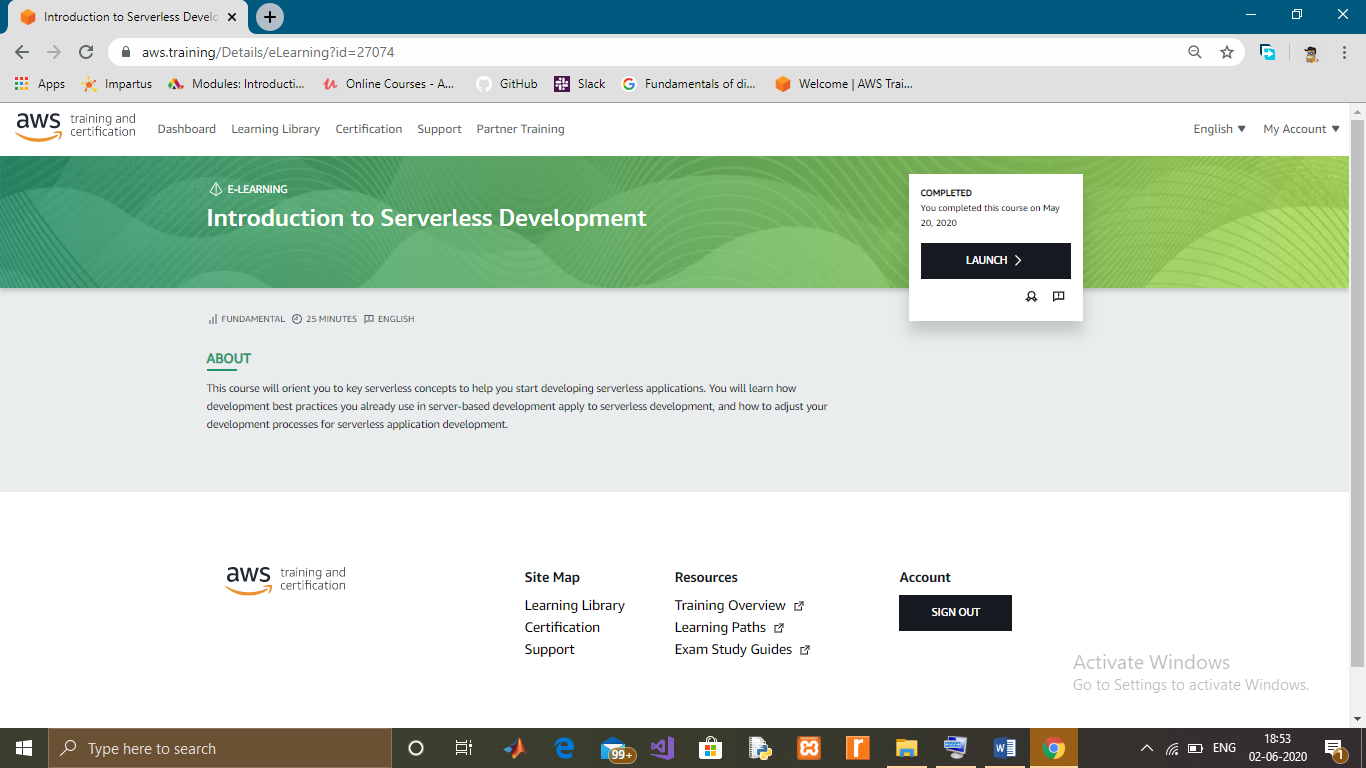 Introduction to Serverless Develo
aws.training/Details/eLearning?id=27074
Apps Impartus Modules: Introducti... Online Courses - A... GitHub Slack Fundamentals of di... Welcome | AWS Trai...
aws training and certification
Dashboard Learning Library Certification Support Partner Training English My Account
E-LEARNING
Introduction to Serverless Development
COMPLETED
You completed this course on May
20, 2020
LAUNCH
FUNDAMENTAL 25 MINUTES ENGLISH
ABOUT
This course will orient you to key serverless concepts to help you start developing serverless applications. You will learn how
development best practices you already use in server-based development apply to serverless development, and how to adjust your
development processes for serverless application development.
aws training and certification
Site Map
Learning Library
Certification
Support
Resources
Training Overview
Learning Paths
Exam Study Guides
Account
SIGN OUT
Activate Windows
Go to Settings to activate Windows.
Type here to search
99+
ENG
18:53
02-06-2020
1